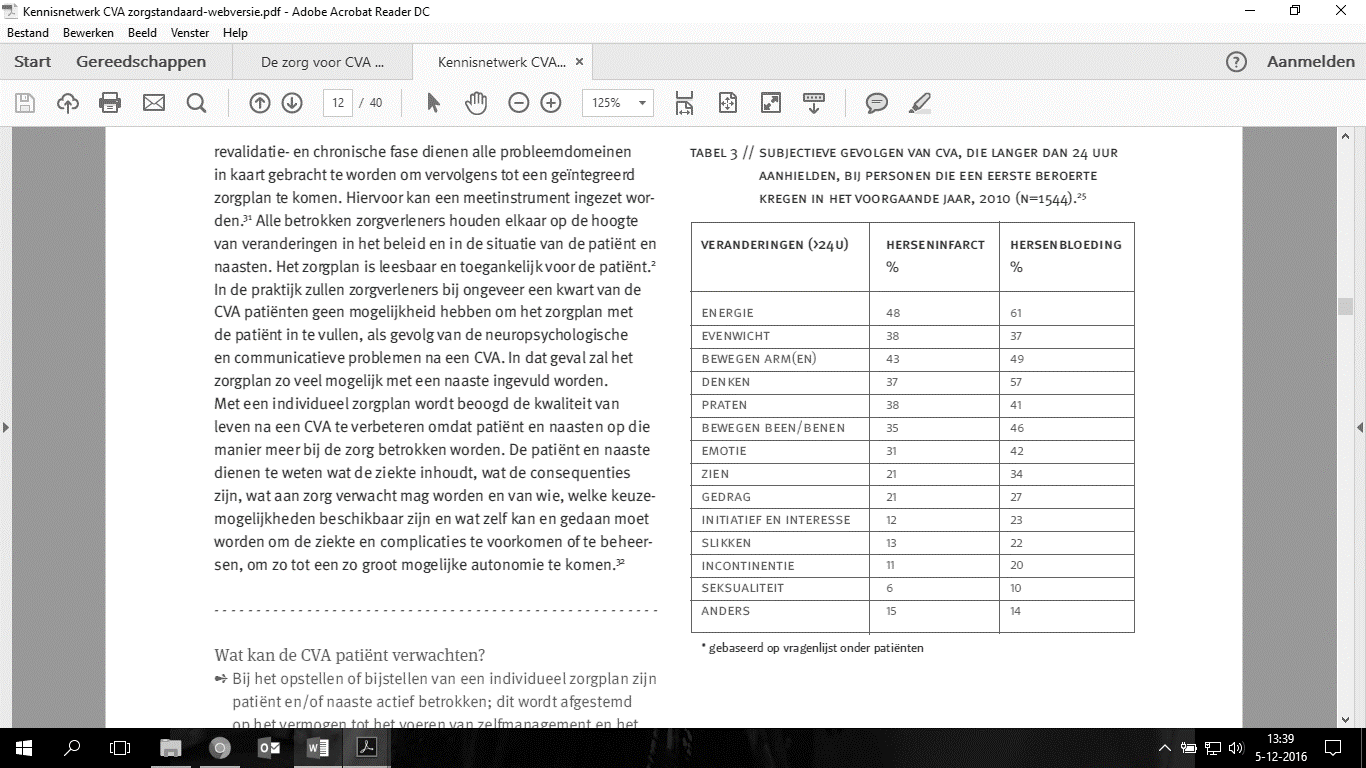 Kennisnetwerk CVA zorgstandaard-webversie.pdf - Adobe Acrobat Reader DC
Bestand Bewerken Beeld Venster Help
Start Gereedschappen De zorg voor CVA ... Kennisnetwerk CVA... × Aanmelden
12 / 40 125%
revalidatie- en chronische fase dienen alle probleemdomeinen
in kaart gebracht te worden om vervolgens tot een geïntegreerd
zorgplan te komen. Hiervoor kan een meetinstrument ingezet wor-
den.³¹ Alle betrokken zorgverleners houden elkaar op de hoogte
van veranderingen in het beleid en in de situatie van de patiënt en
naasten. Het zorgplan is leesbaar en toegankelijk voor de patiënt.²
In de praktijk zullen zorgverleners bij ongeveer een kwart van de
CVA patiënten geen mogelijkheid hebben om het zorgplan met
de patiënt in te vullen, als gevolg van de neuropsychologische
en communicatieve problemen na een CVA. In dat geval zal het
zorgplan zo veel mogelijk met een naaste ingevuld worden.
Met een individueel zorgplan wordt beoogd de kwaliteit van
leven na een CVA te verbeteren omdat patiënt en naasten op die
manier meer bij de zorg betrokken worden. De patiënt en naaste
dienen te weten wat de ziekte inhoudt, wat de consequenties
zijn, wat aan zorg verwacht mag worden en van wie, welke keuze-
mogelijkheden beschikbaar zijn en wat zelf kan en gedaan moet
worden om de ziekte en complicaties te voorkomen of te beheer-
sen, om zo tot een zo groot mogelijke autonomie te komen.³²
Wat kan de CVA patiënt verwachten?
Bij het opstellen of bijstellen van een individueel zorgplan zijn
patiënt en/of naaste actief betrokken; dit wordt afgestemd
op het vermogen tot het voeren van zelfmanagement en het
TABEL 3 // SUBJECTIEVE GEVOLGEN VAN CVA, DIE LANGER DAN 24 UUR
AANHIELDEN, BIJ PERSONEN DIE EEN EERSTE BEROERTE
KREGEN IN HET VOORGAANDE JAAR, 2010 (N=1544).²⁵
VERANDERINGEN (>24U) HERSENINFARCT HERSENBLOEDING
% %
ENERGIE 48 61
EVENWICHT 38 37
BEWEGEN ARM(EN) 43 49
DENKEN 37 57
PRATEN 38 41
BEWEGEN BEEN/BENEN 35 46
EMOTIE 31 42
ZIEN 21 34
GEDRAG 21 27
INITIATIEF EN INTERESSE 12 23
SLIKKEN 13 22
INCONTINENTIE 11 20
SEKSUALITEIT 6 10
ANDERS 15 14
* gebaseerd op vragenlijst onder patiënten
13:39
5-12-2016